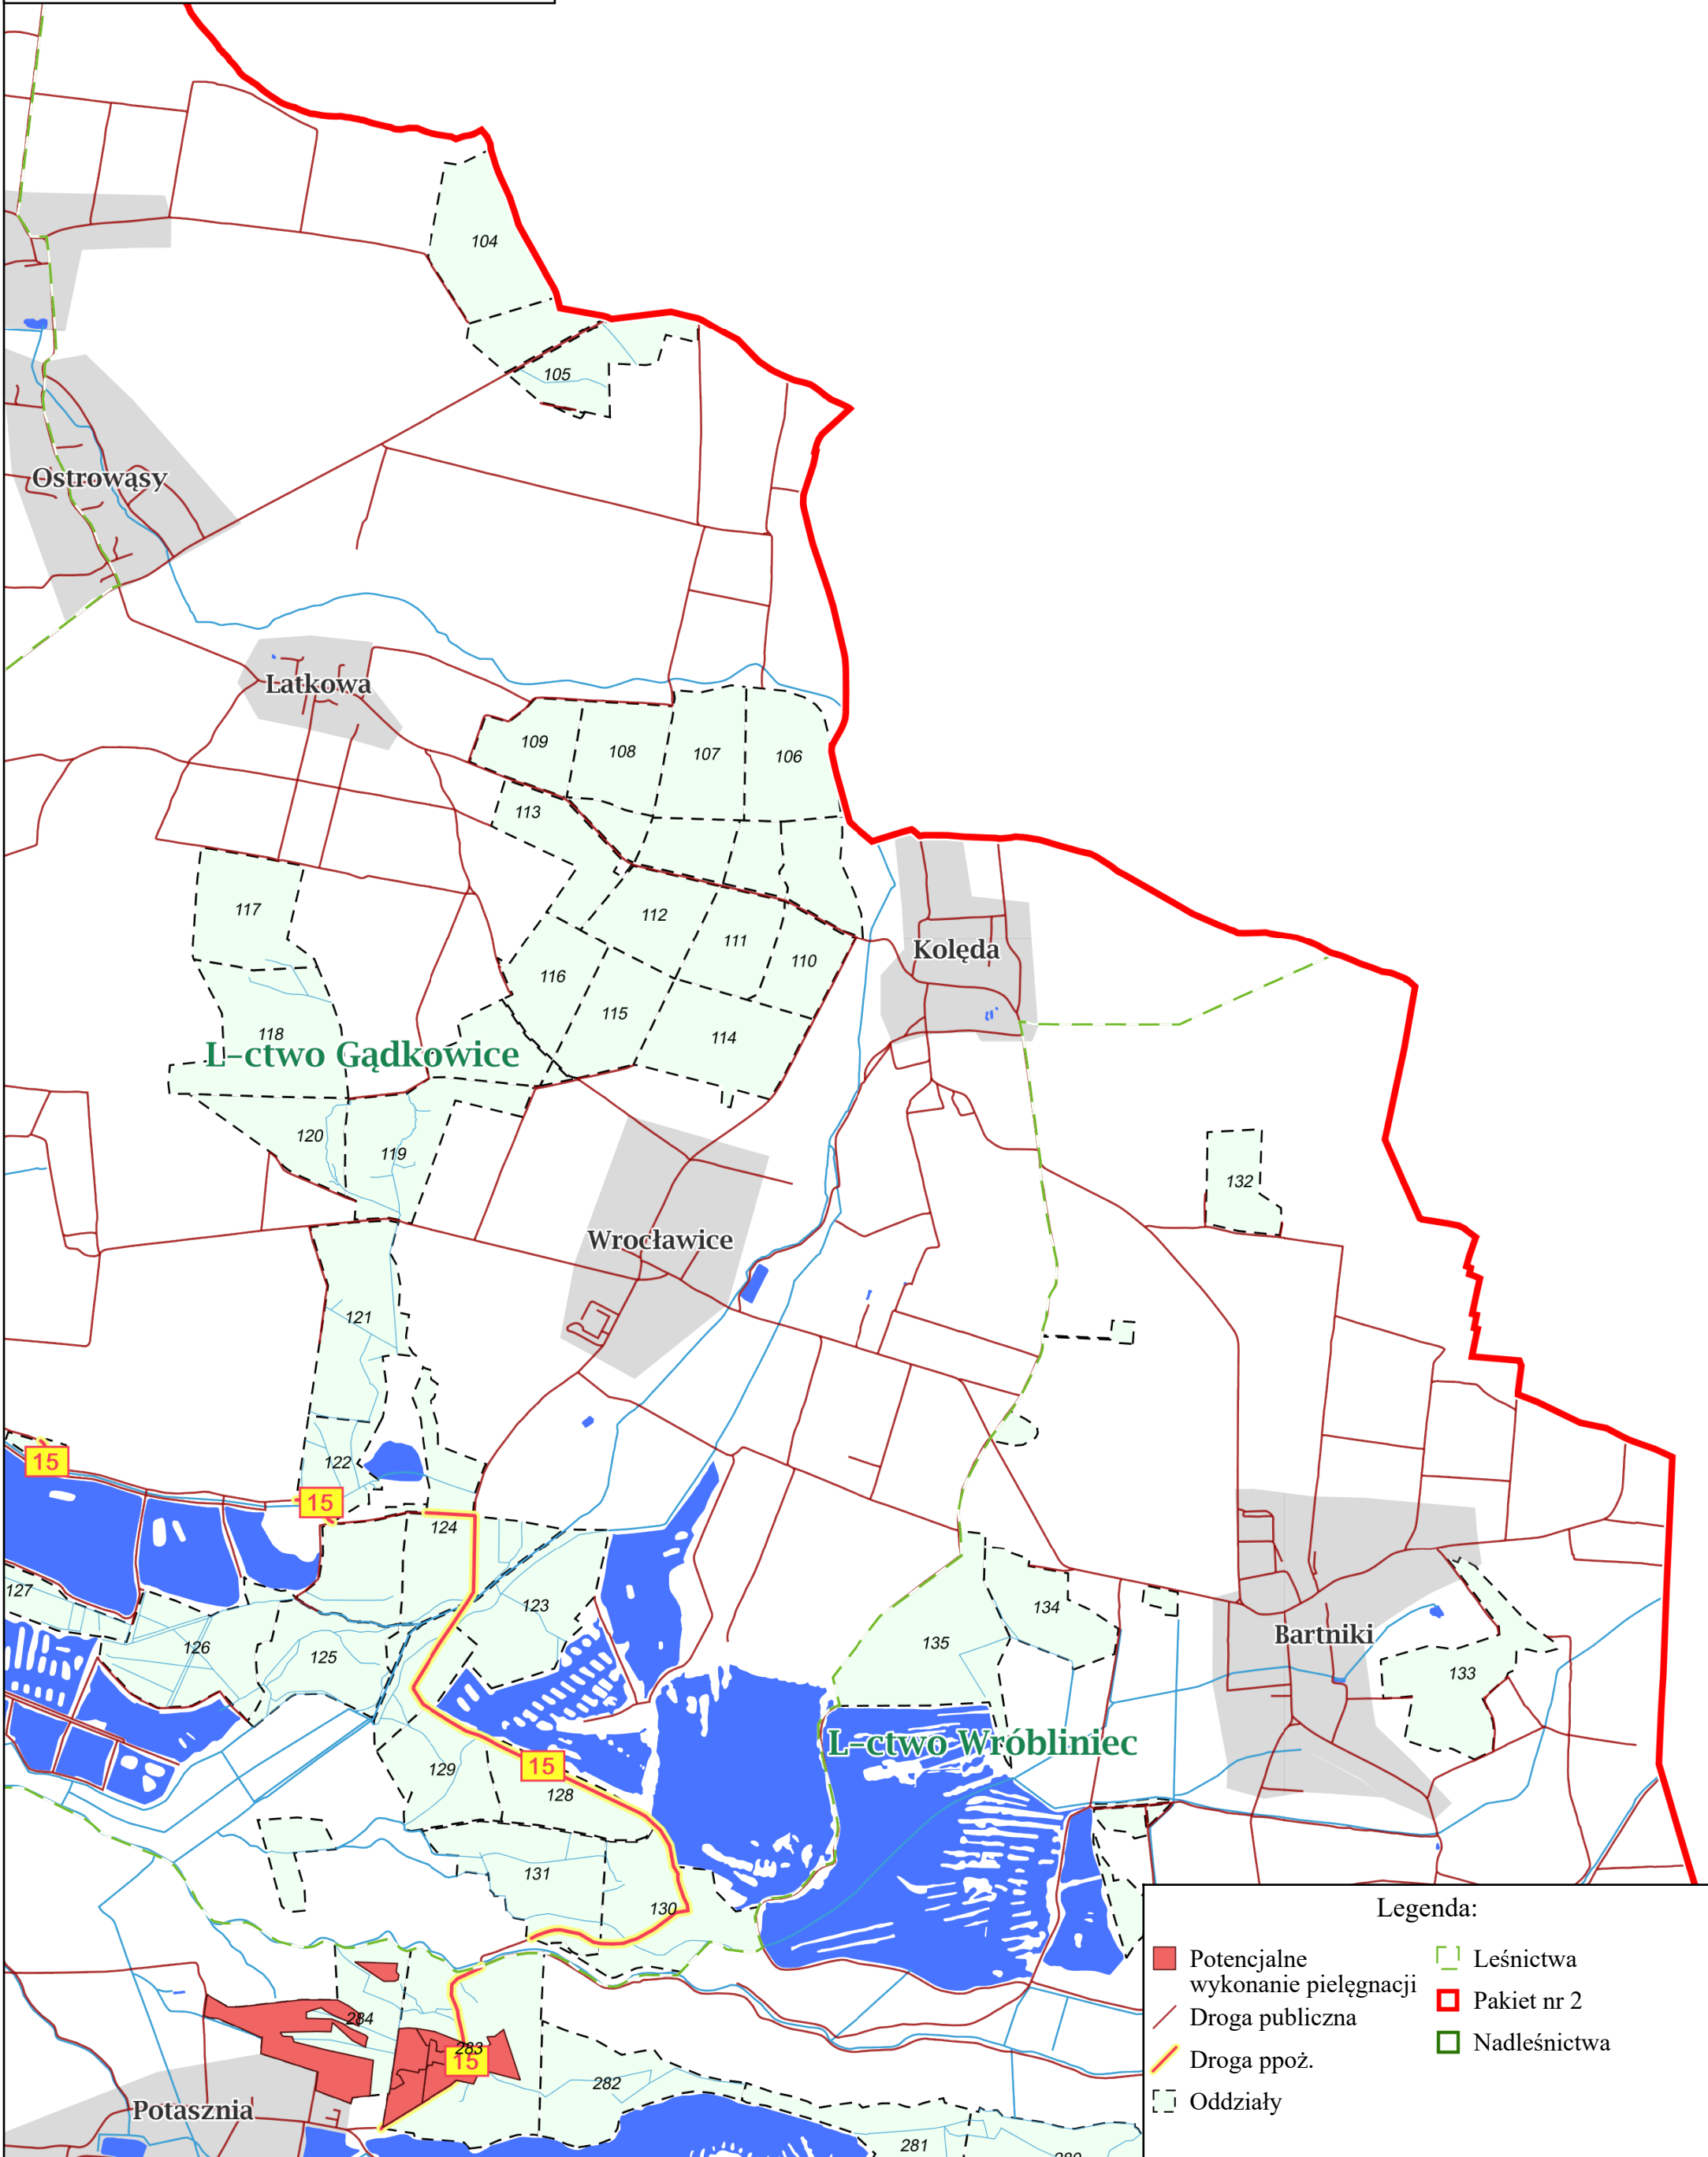 104
105
Ostrowąsy
Latkowa
109
108
107
106
113
117
112
111
Kolęda
110
116
115
118
114
L-ctwo Gądkowice
120
119
132
Wrocławice
121
15
122
15
124
127
123
134
126
125
135
Bartniki
133
L-ctwo Wróbliniec
15
129
128
131
130
284
283
15
282
Potasznia
281
Legenda:
Potencjalne
wykonanie pielęgnacji
Droga publiczna
Droga ppoż.
Oddziały
Leśnictwa
Pakiet nr 2
Nadleśnictwa